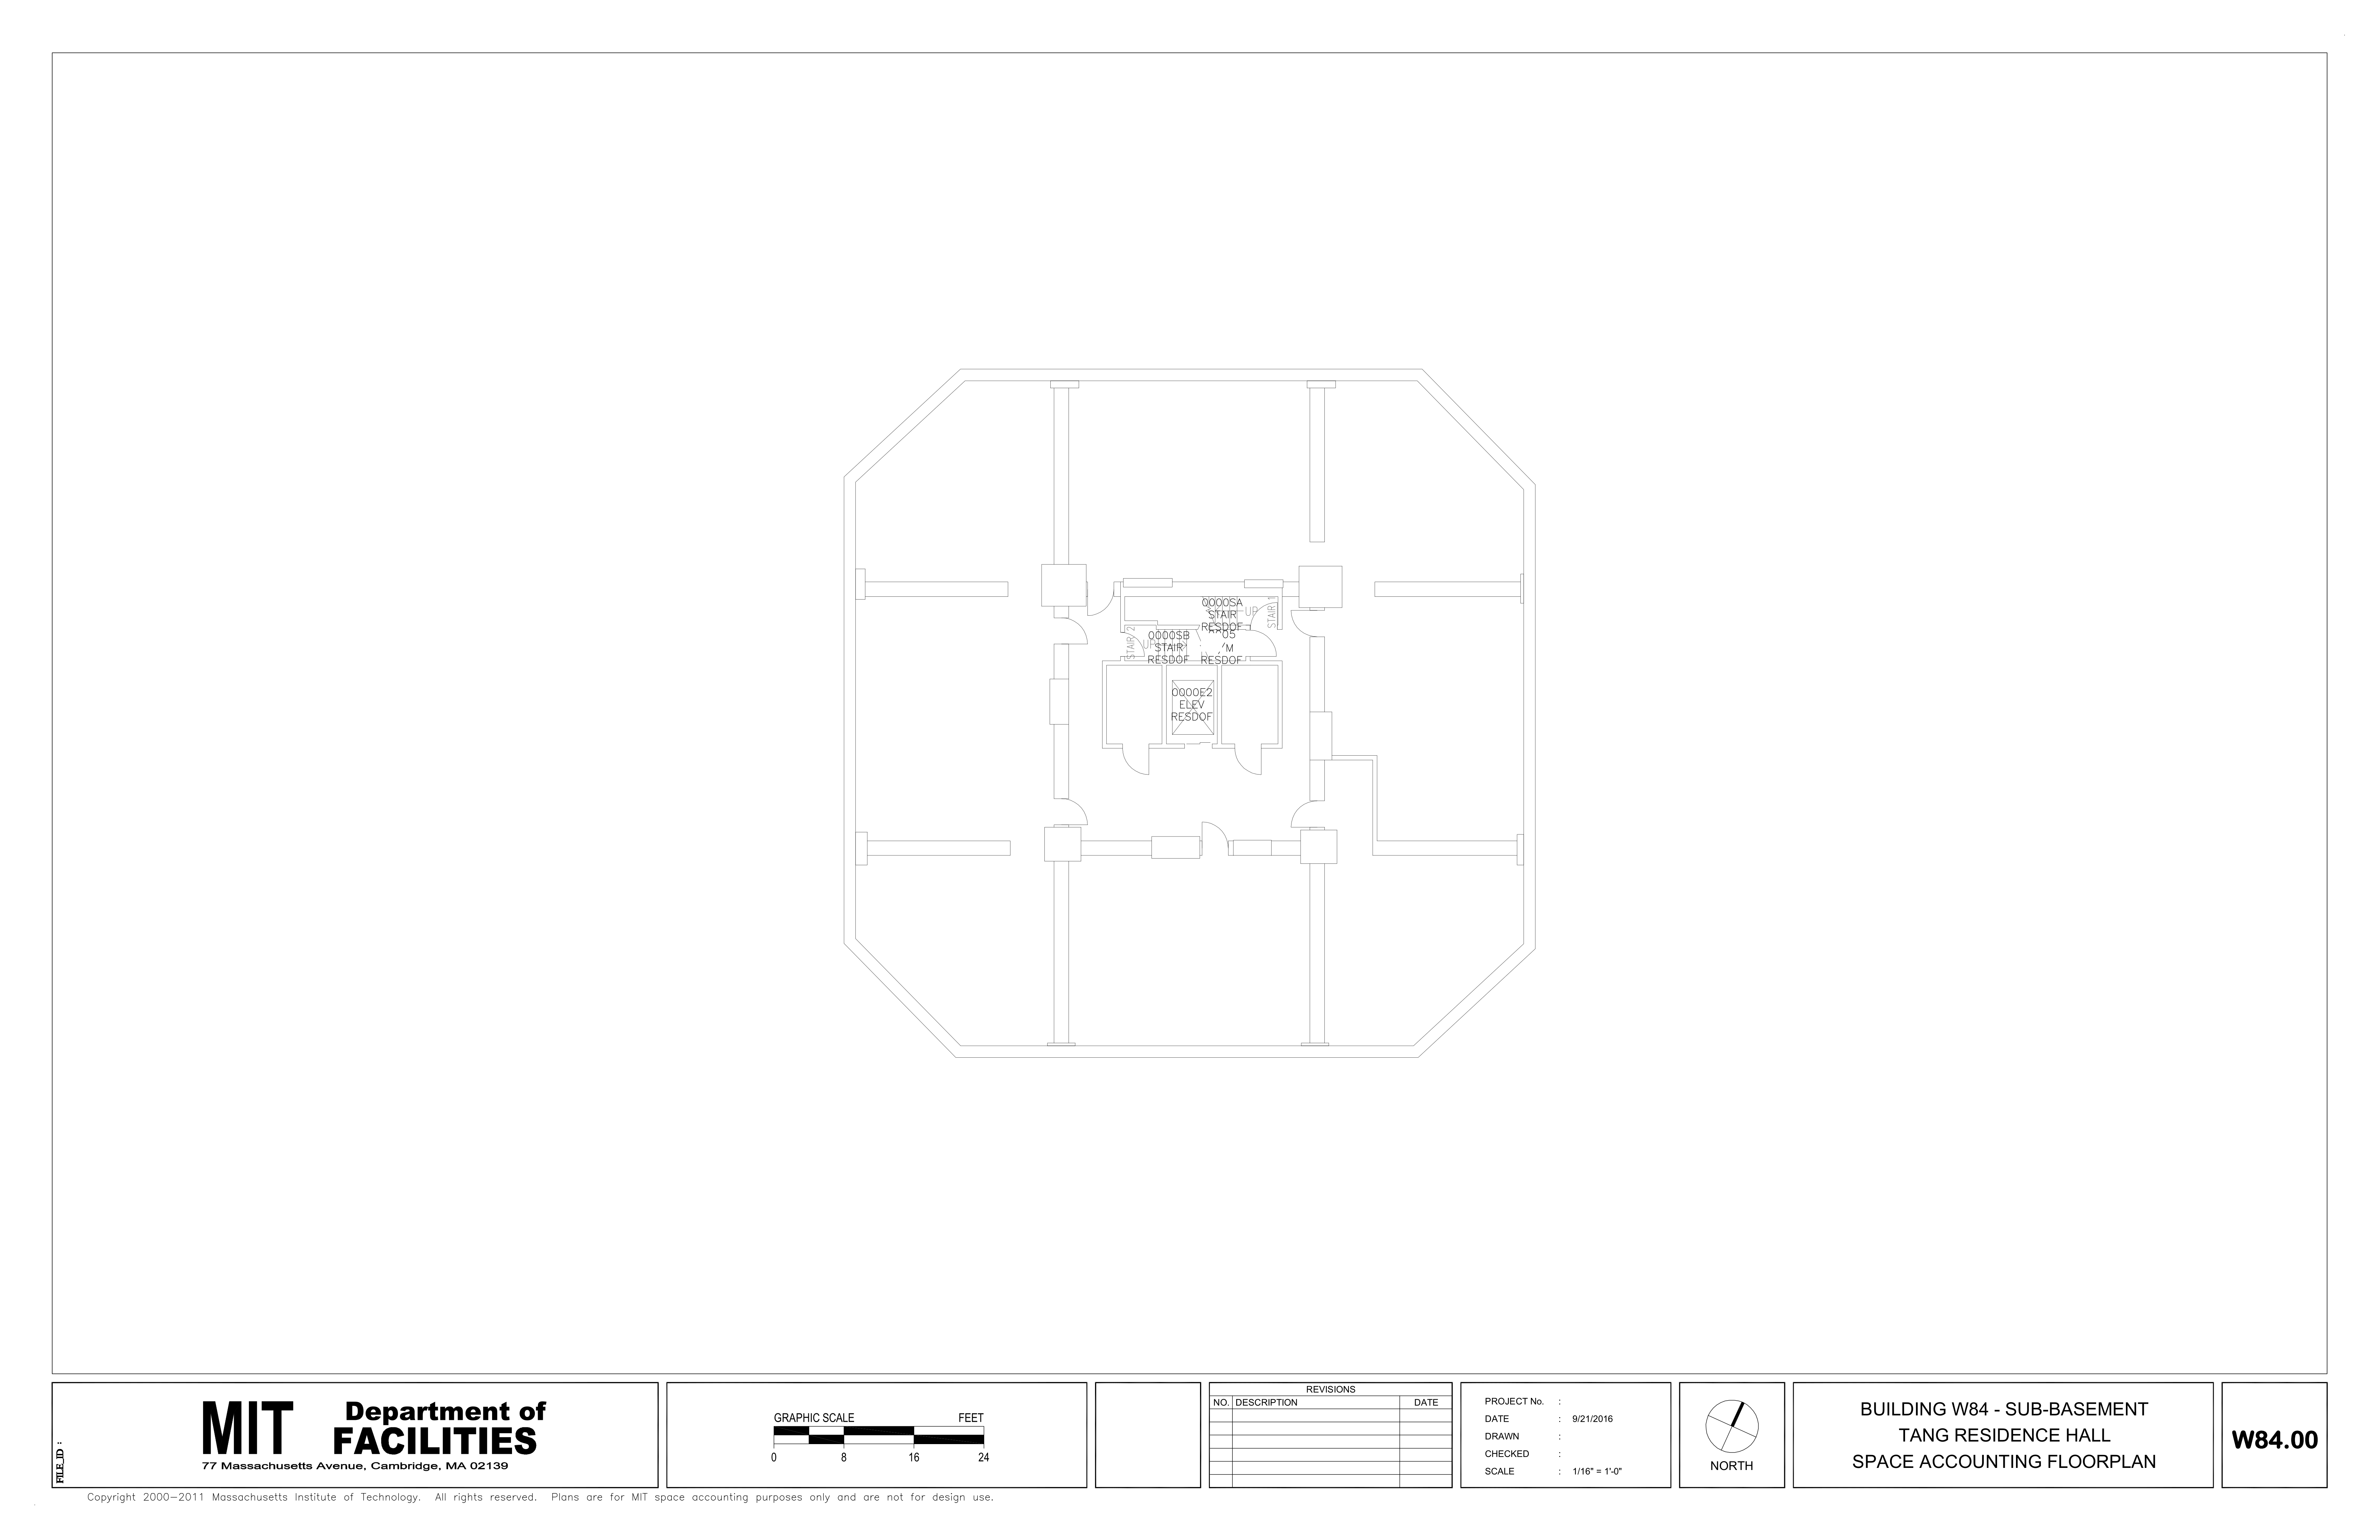 0000SA
STAIR
RESDOF
UP
STAIR 1
0000SB
STAIR
RESDOF
UP
STAIR 2
05
M
RESDOF
0000E2
ELEV
RESDOF
MIT Department of
FACILITIES
77 Massachusetts Avenue, Cambridge, MA 02139
FILE_ID :
GRAPHIC SCALE FEET
0 8 16 24
REVISIONS
NO. DESCRIPTION DATE
PROJECT No. :
DATE : 9/21/2016
DRAWN :
CHECKED :
SCALE : 1/16" = 1'-0"
NORTH
BUILDING W84 - SUB-BASEMENT
TANG RESIDENCE HALL
SPACE ACCOUNTING FLOORPLAN
W84.00
Copyright 2000-2011 Massachusetts Institute of Technology. All rights reserved. Plans are for MIT space accounting purposes only and are not for design use.